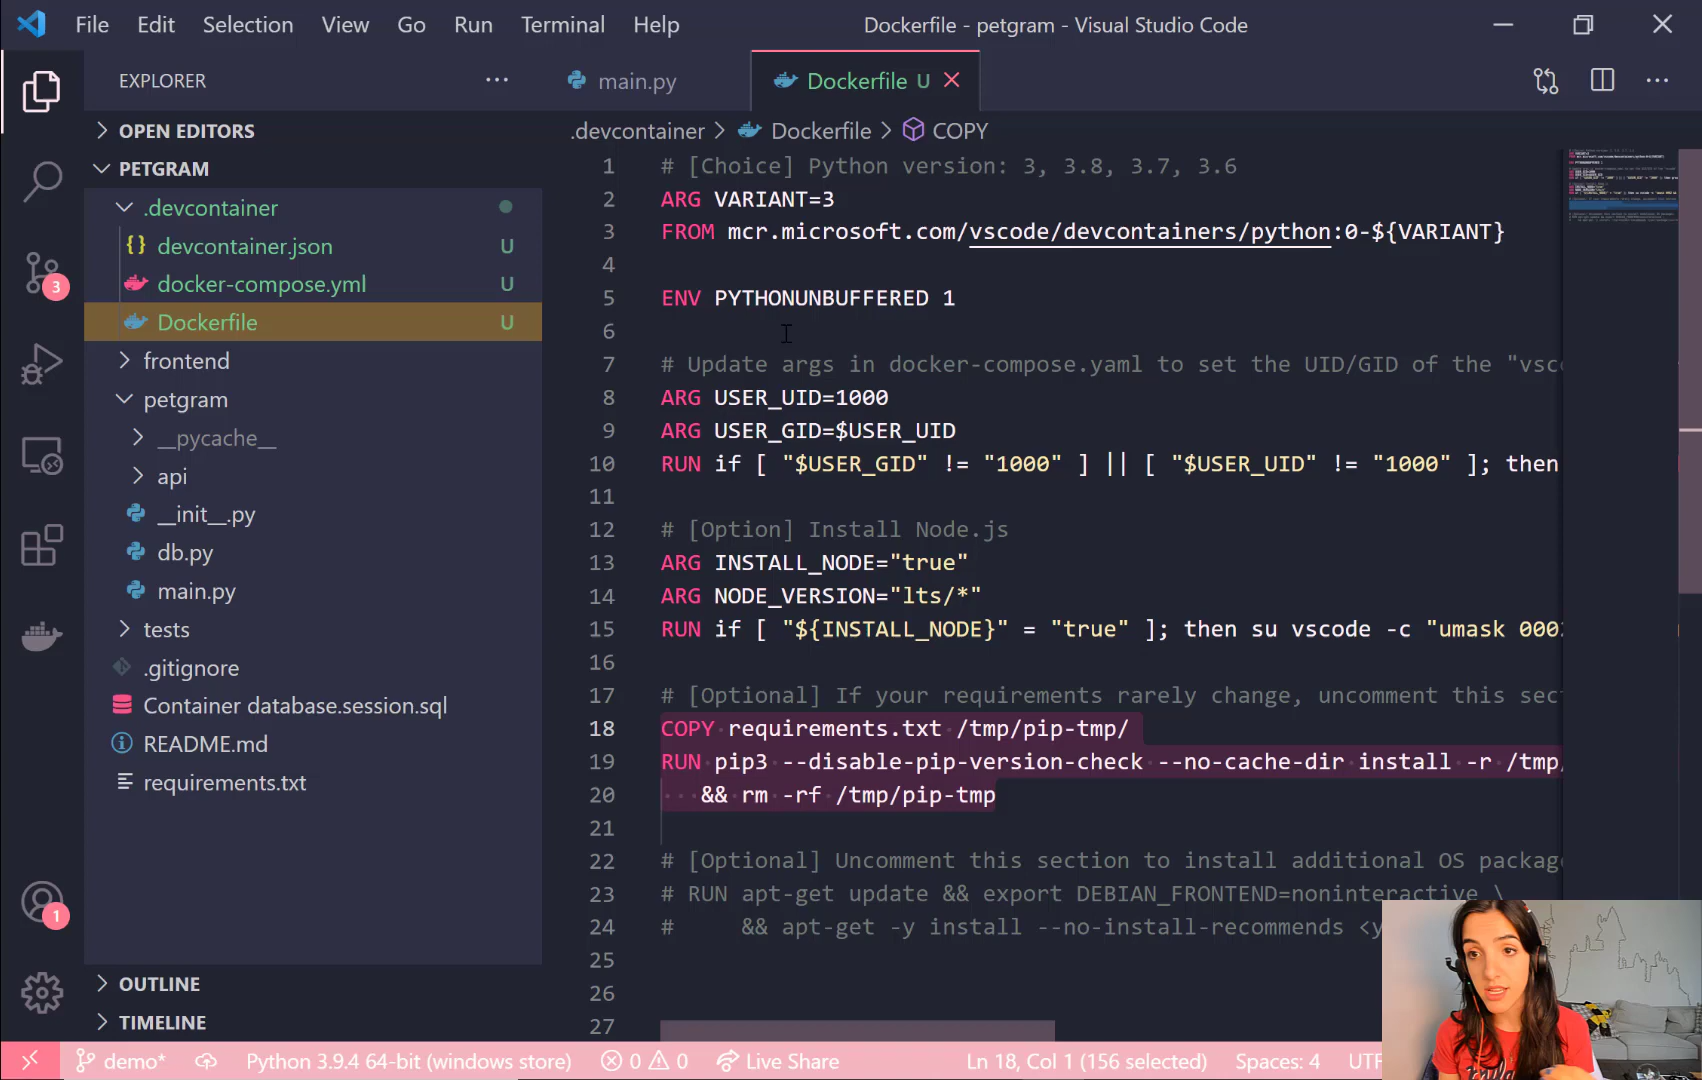 File Edit Selection View Go Run Terminal Help Dockerfile - petgram - Visual Studio Code
EXPLORER
main.py
Dockerfile U
OPEN EDITORS
PETGRAM
.devcontainer
devcontainer.json U
docker-compose.yml U
Dockerfile U
frontend
petgram
__pycache__
api
__init__.py
db.py
main.py
tests
.gitignore
Container database.session.sql
README.md
requirements.txt
OUTLINE
TIMELINE
3
1
.devcontainer > Dockerfile > COPY
1 # [Choice] Python version: 3, 3.8, 3.7, 3.6
2 ARG VARIANT=3
3 FROM mcr.microsoft.com/vscode/devcontainers/python:0-${VARIANT}
4
5 ENV PYTHONUNBUFFERED 1
6
7 # Update args in docker-compose.yaml to set the UID/GID of the "vsc
8 ARG USER_UID=1000
9 ARG USER_GID=$USER_UID
10 RUN if [ "$USER_GID" != "1000" ] || [ "$USER_UID" != "1000" ]; then
11
12 # [Option] Install Node.js
13 ARG INSTALL_NODE="true"
14 ARG NODE_VERSION="lts/*"
15 RUN if [ "${INSTALL_NODE}" = "true" ]; then su vscode -c "umask 000
16
17 # [Optional] If your requirements rarely change, uncomment this sec
18 COPY requirements.txt /tmp/pip-tmp/
19 RUN pip3 --disable-pip-version-check --no-cache-dir install -r /tmp
20 && rm -rf /tmp/pip-tmp
21
22 # [Optional] Uncomment this section to install additional OS packag
23 # RUN apt-get update && export DEBIAN_FRONTEND=noninteractive \
24 # && apt-get -y install --no-install-recommends <y
25
26
27
demo* Python 3.9.4 64-bit (windows store) 0 0 Live Share Ln 18, Col 1 (156 selected) Spaces: 4 UTF